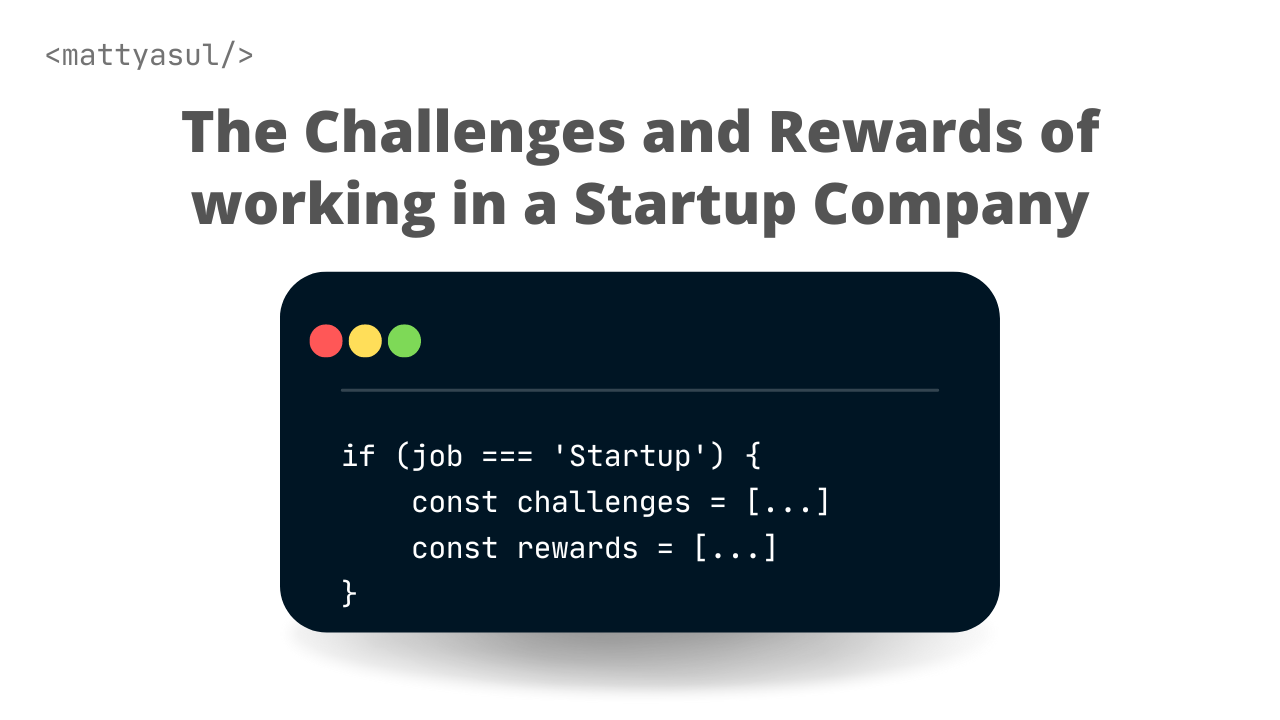 <mattyasul/>
The Challenges and Rewards of
working in a Startup Company
if (job === 'Startup') {
    const challenges = [...]
    const rewards = [...]
}